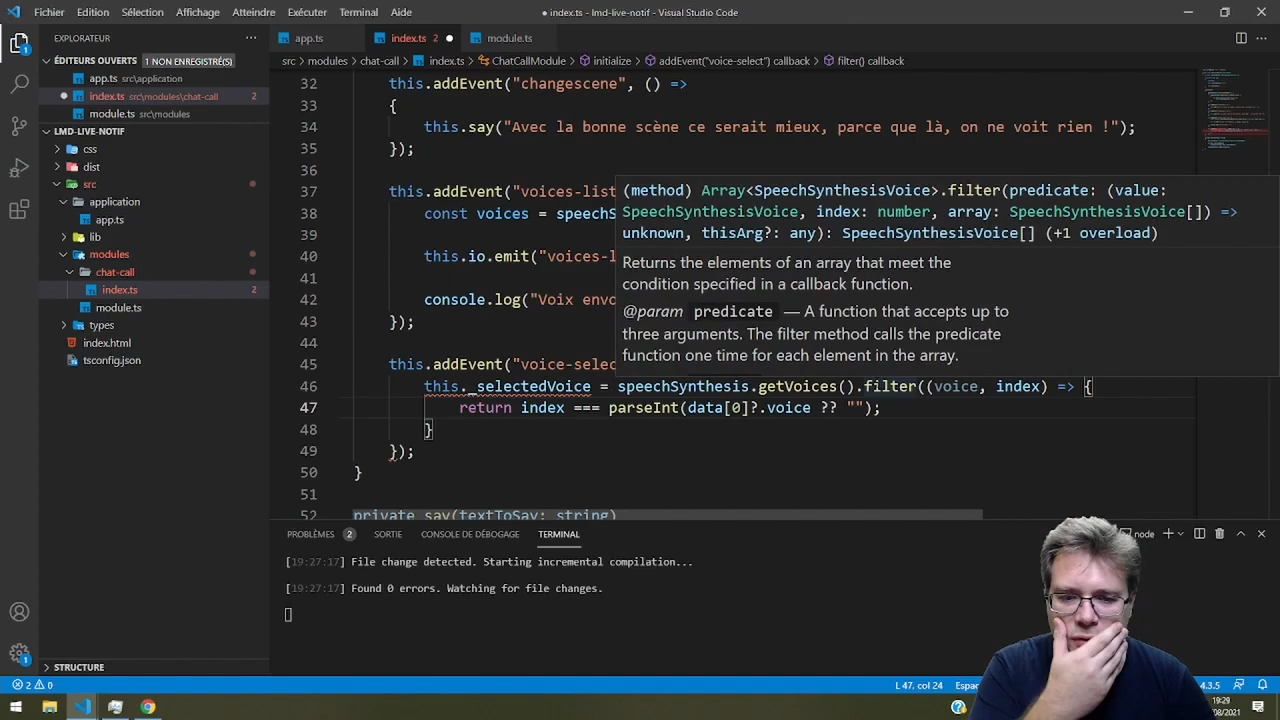 Fichier Édition Sélection Affichage Atteindre Exécuter Terminal Aide
● index.ts - lmd-live-notif - Visual Studio Code
EXPLORATEUR ···
ÉDITEURS OUVERTS 1 NON ENREGISTRÉ(S)
app.ts src\application
index.ts src\modules\chat-call 2
module.ts src\modules
LMD-LIVE-NOTIF
css
dist
src
application
app.ts
lib
modules
chat-call
index.ts 2
module.ts
types
index.html
tsconfig.json
STRUCTURE
app.ts
index.ts 2
module.ts
src > modules > chat-call > index.ts > ChatCallModule > initialize > addEvent("voice-select") callback > filter() callback
32 this.addEvent("changescene", () =>
33 {
34 this.say("Avec la bonne scène ce serait mieux, parce que là, on ne voit rien !");
35 });
36
37 this.addEvent("voices-list
38 const voices = speechS
39
40 this.io.emit("voices-l
41
42 console.log("Voix envo
43 });
44
45 this.addEvent("voice-selec
46 this._selectedVoice = speechSynthesis.getVoices().filter((voice, index) => {
47 return index === parseInt(data[0]?.voice ?? "");
48 }
49 });
50 }
51
52 private say(textToSay: string)
(method) Array<SpeechSynthesisVoice>.filter(predicate: (value:
SpeechSynthesisVoice, index: number, array: SpeechSynthesisVoice[]) =>
unknown, thisArg?: any): SpeechSynthesisVoice[] (+1 overload)
Returns the elements of an array that meet the
condition specified in a callback function.
@param predicate — A function that accepts up to
three arguments. The filter method calls the predicate
function one time for each element in the array.
PROBLÈMES 2 SORTIE CONSOLE DE DÉBOGAGE TERMINAL
node
[19:27:17] File change detected. Starting incremental compilation...
[19:27:17] Found 0 errors. Watching for file changes.
2 0
L 47, col 24
4.3.5
19:29